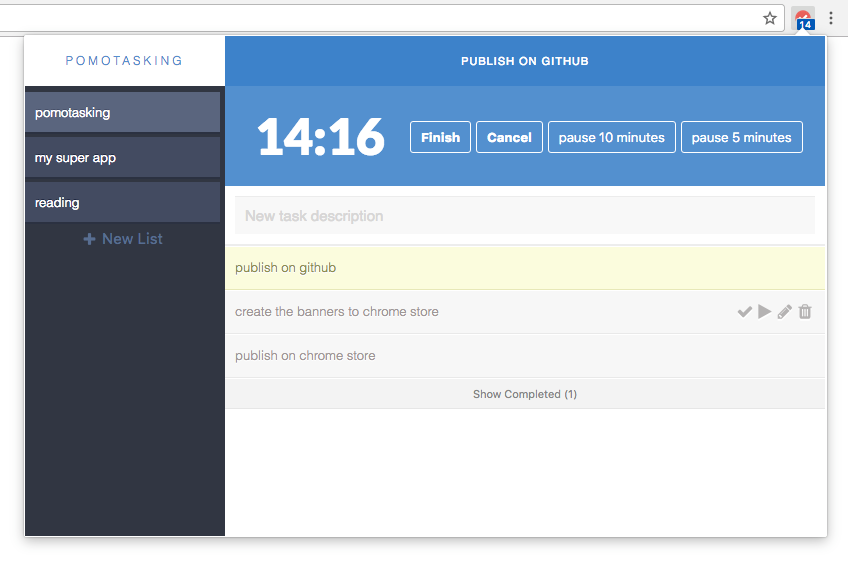 14
POMOTASKING
PUBLISH ON GITHUB
pomotasking
my super app
reading
New List
14:16
Finish
Cancel
pause 10 minutes
pause 5 minutes
New task description
publish on github
create the banners to chrome store
publish on chrome store
Show Completed (1)